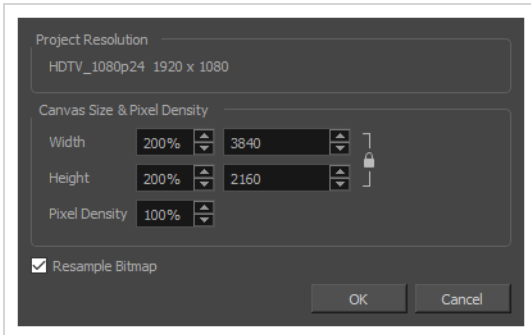 Project Resolution
HDTV_1080p24 1920 x 1080
Canvas Size & Pixel Density
Width 200% 3840
Height 200% 2160
Pixel Density 100%
Resample Bitmap
OK Cancel